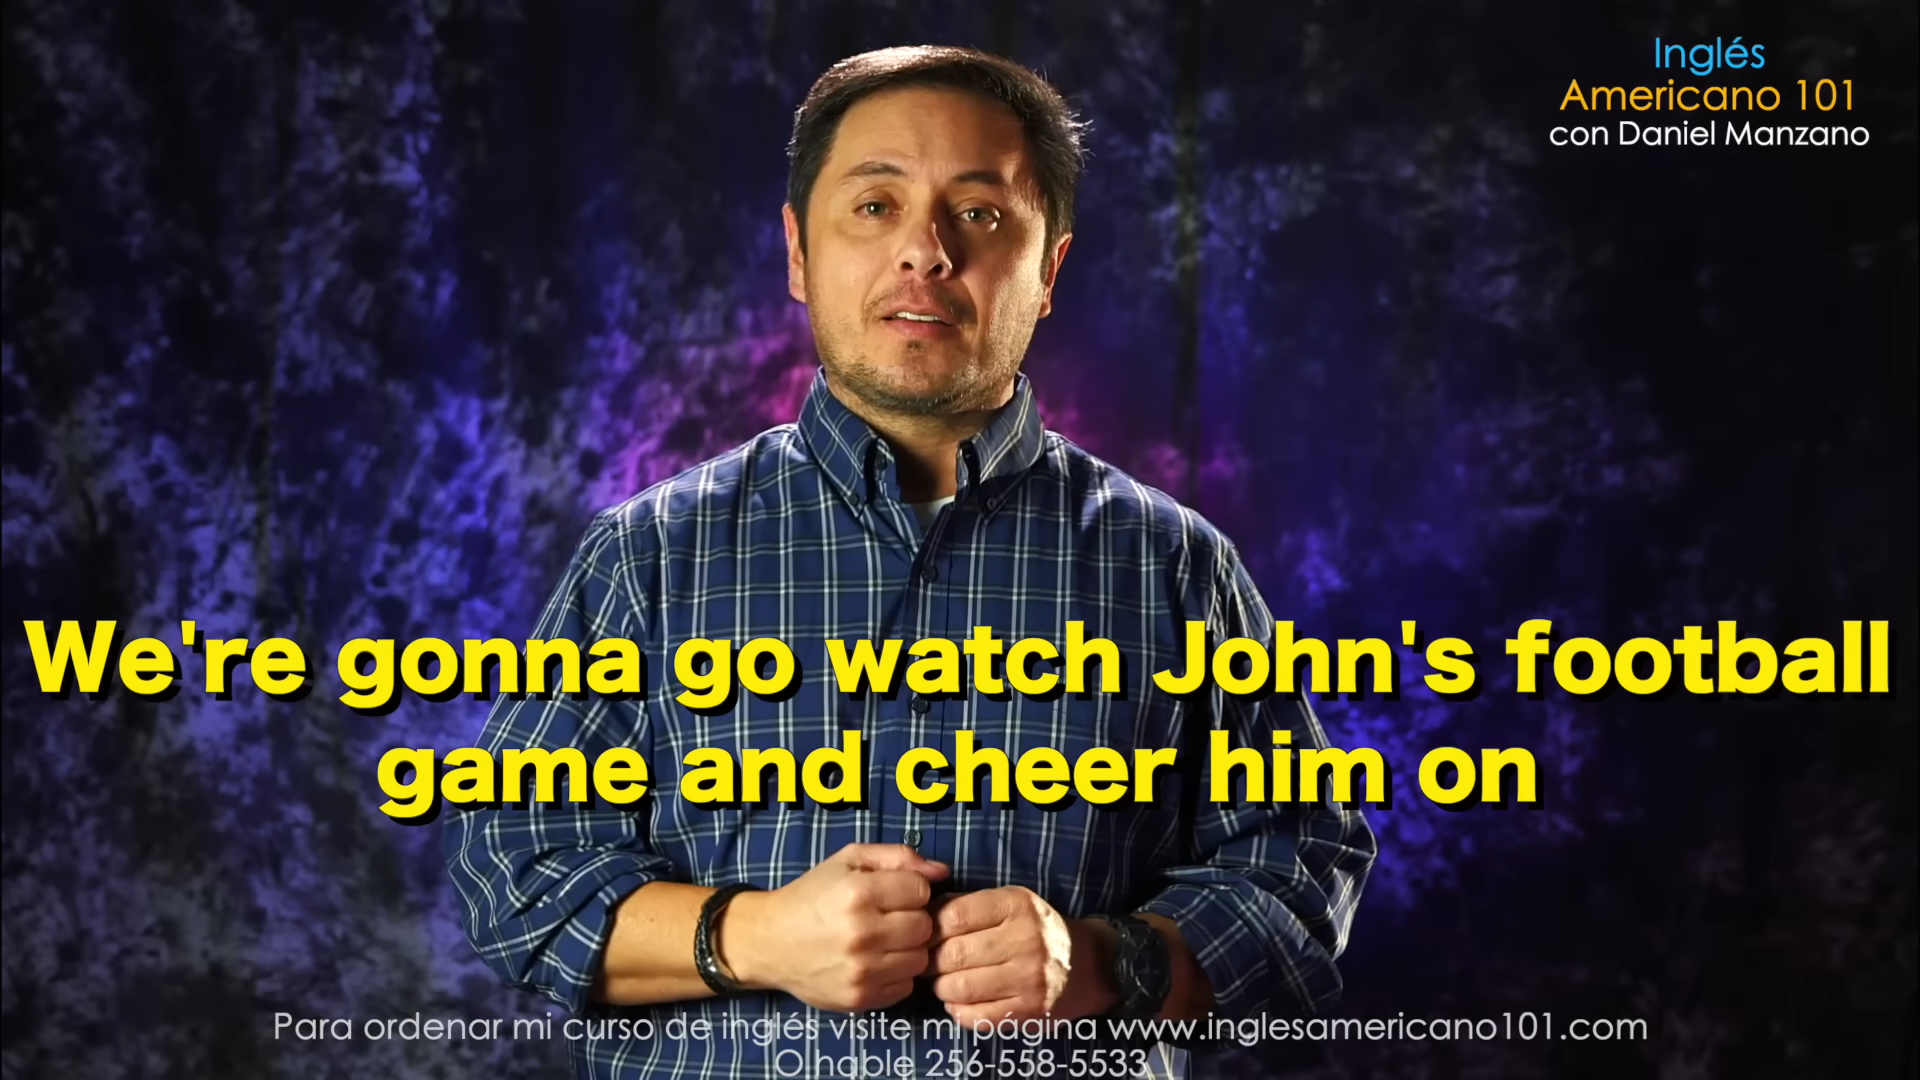 Inglés
Americano 101
con Daniel Manzano
We're gonna go watch John's football
game and cheer him on
Para ordenar mi curso de inglés visite mi página www.inglesamericano101.com
O hable 256-558-5533